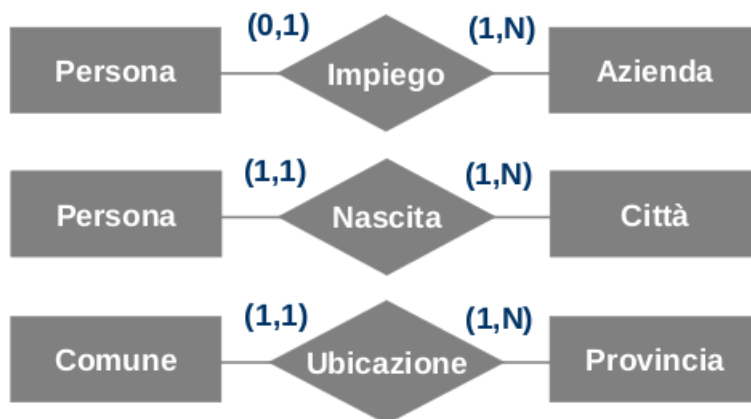 (0,1) (1,N)
Persona Impiego Azienda
(1,1) (1,N)
Persona Nascita Città
(1,1) (1,N)
Comune Ubicazione Provincia